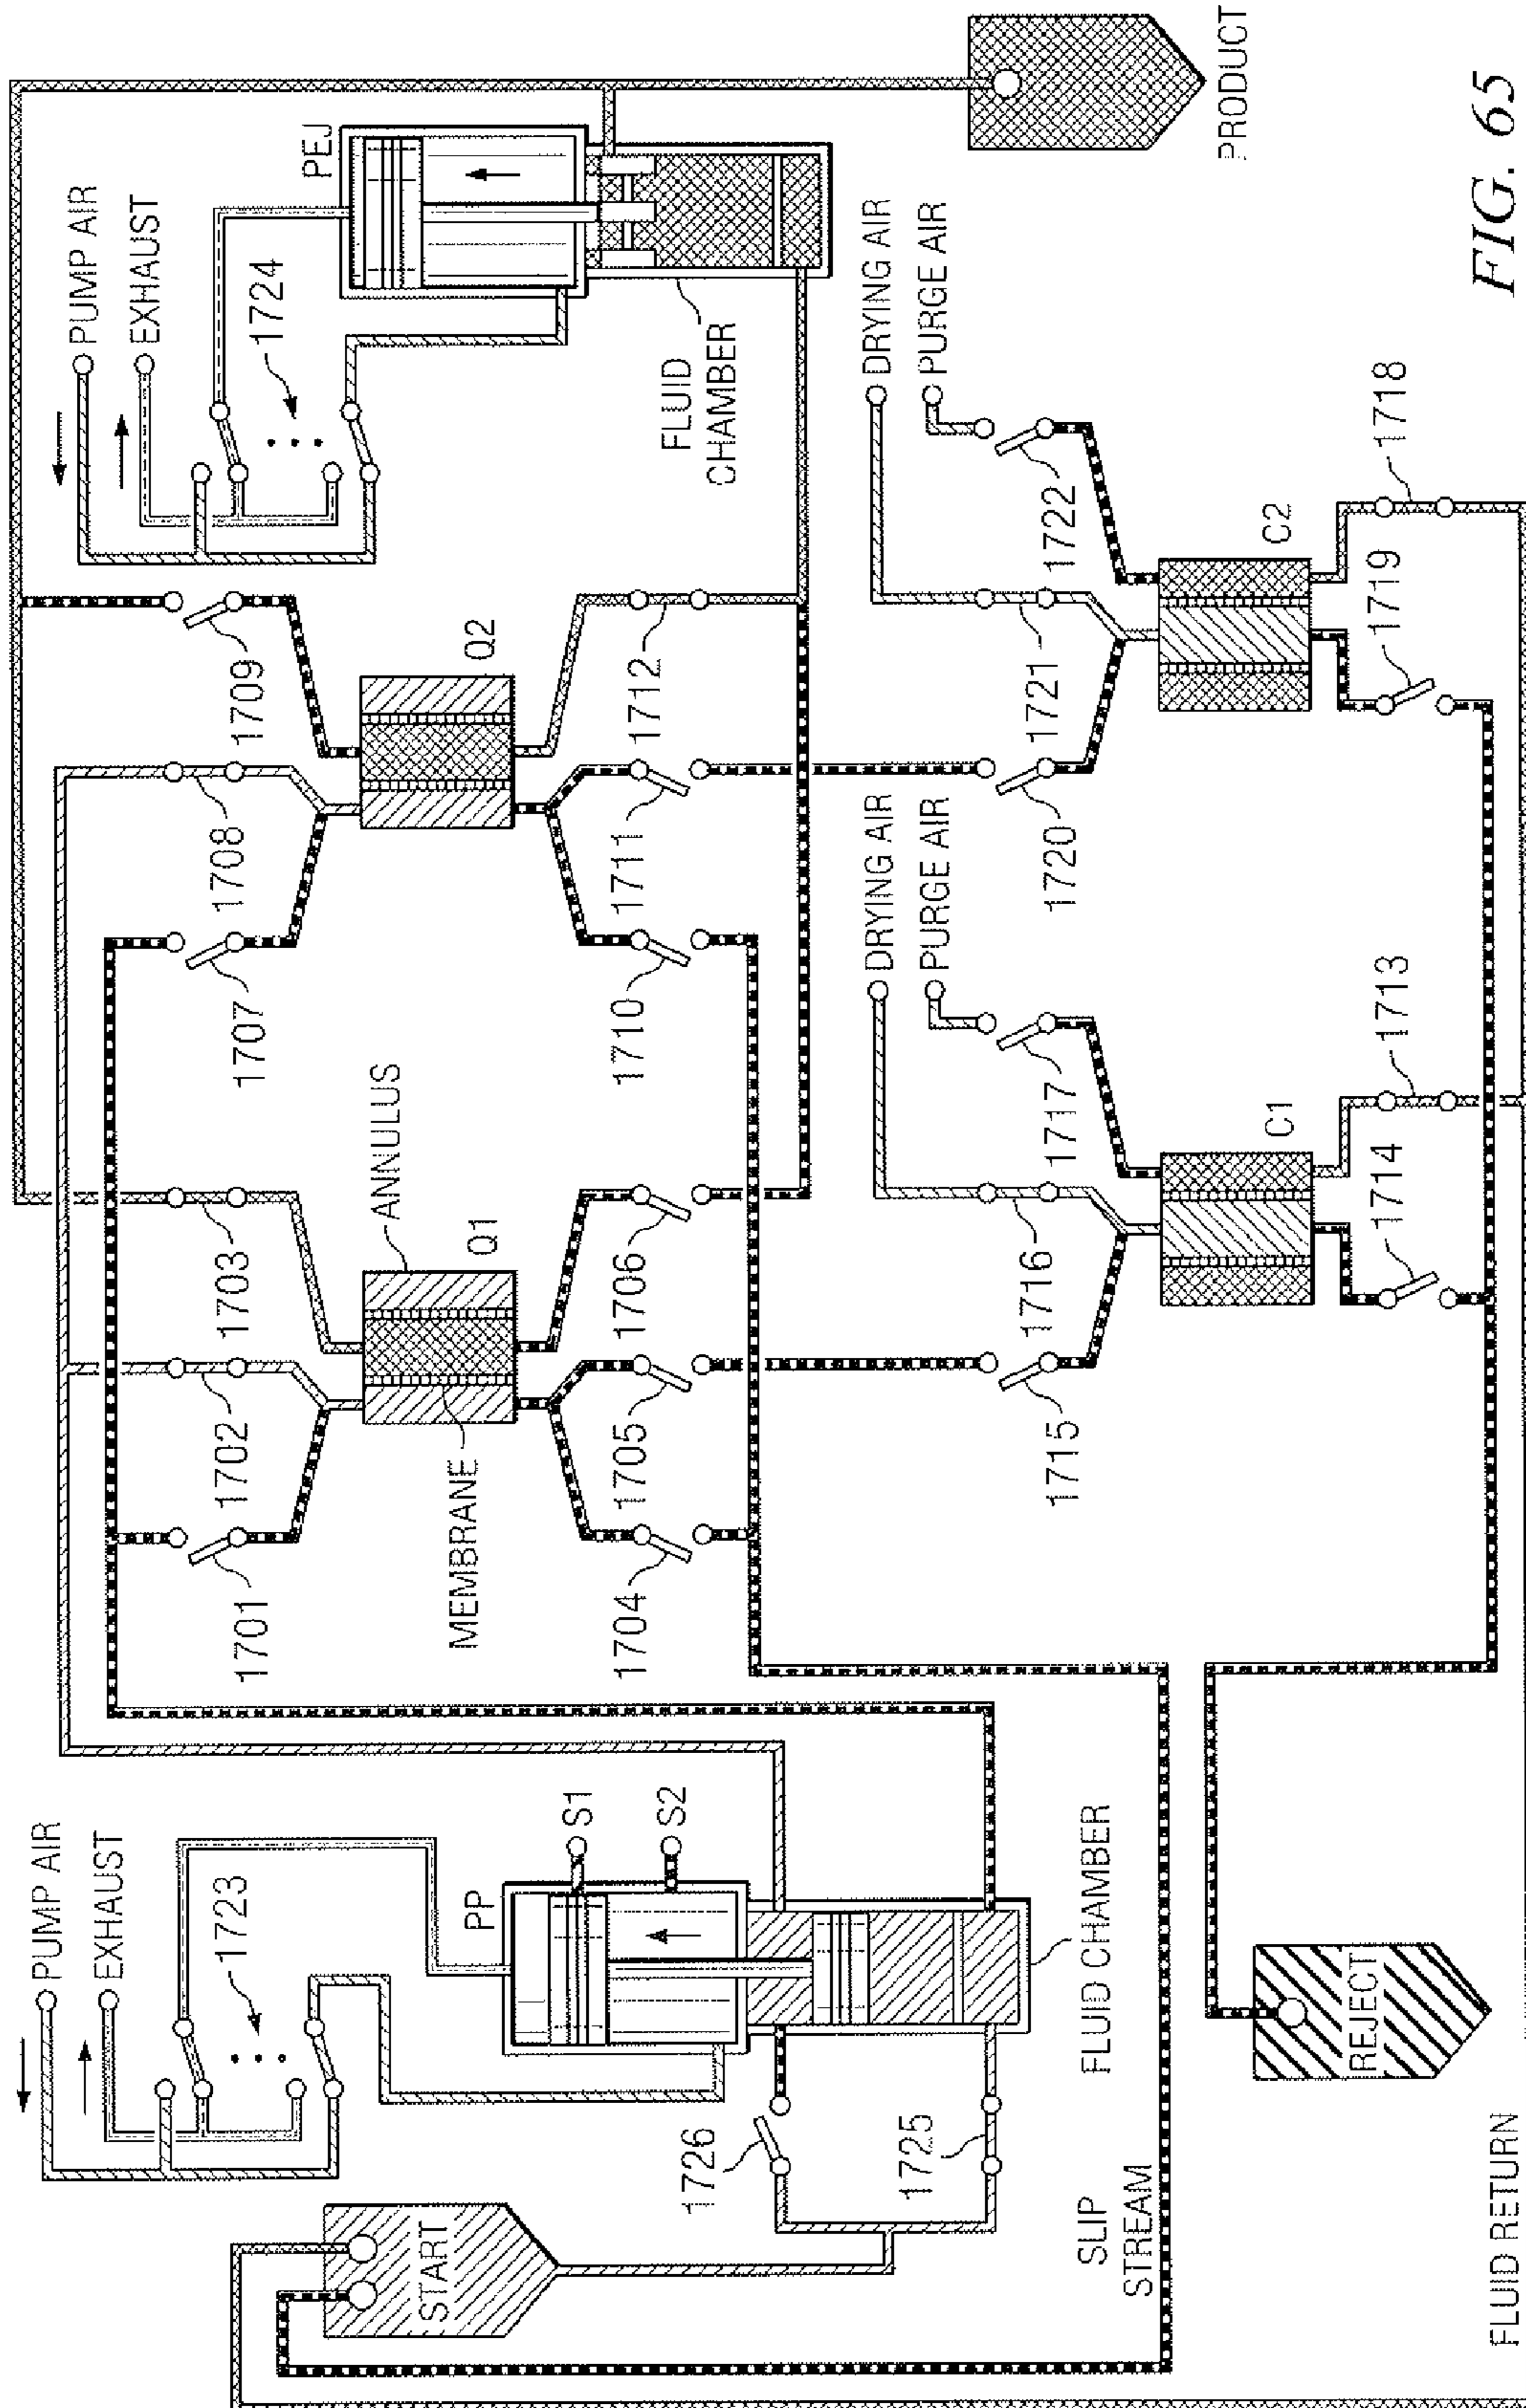 PUMP AIR
EXHAUST
1723
START
1726
1725
SLIP
STREAM
FLUID RETURN
PP
S1
S2
FLUID CHAMBER
REJECT
1701
1702
1703
MEMBRANE
ANNULUS
Q1
1704
1705
1706
1707
1708
1709
Q2
1710
1711
1712
PUMP AIR
EXHAUST
1724
PEJ
FLUID
CHAMBER
DRYING AIR
PURGE AIR
1715
1716
1717
C1
1714
1713
DRYING AIR
PURGE AIR
1720
1721
1722
C2
1719
1718
PRODUCT
FIG. 65